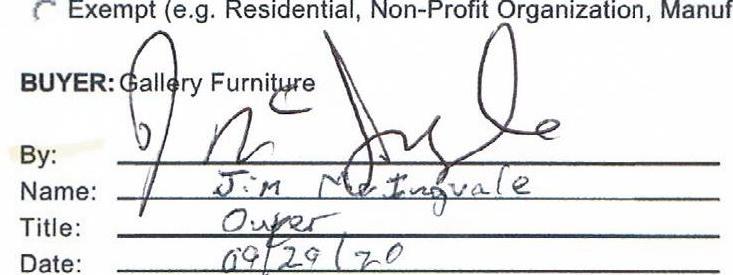 Exempt (e.g. Residential, Non-Profit Organization, Manuf
BUYER: Gallery Furniture
By:
Name: Jim McIngvale
Title: Owner
Date: 09/29/20